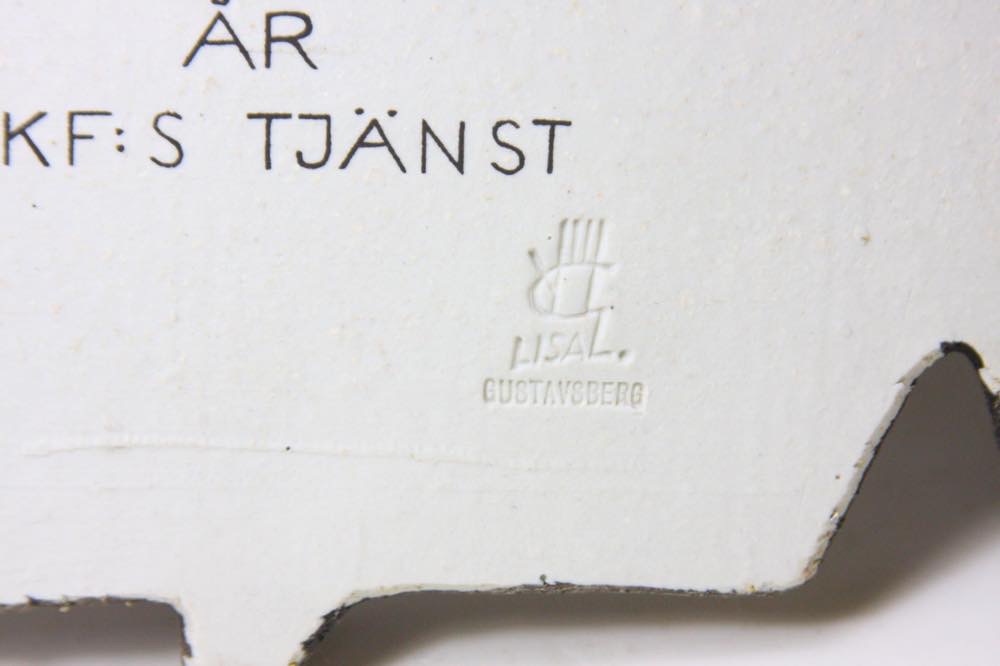 ÅR
KF:S TJÄNST
LISA L.
GUSTAVSBERG